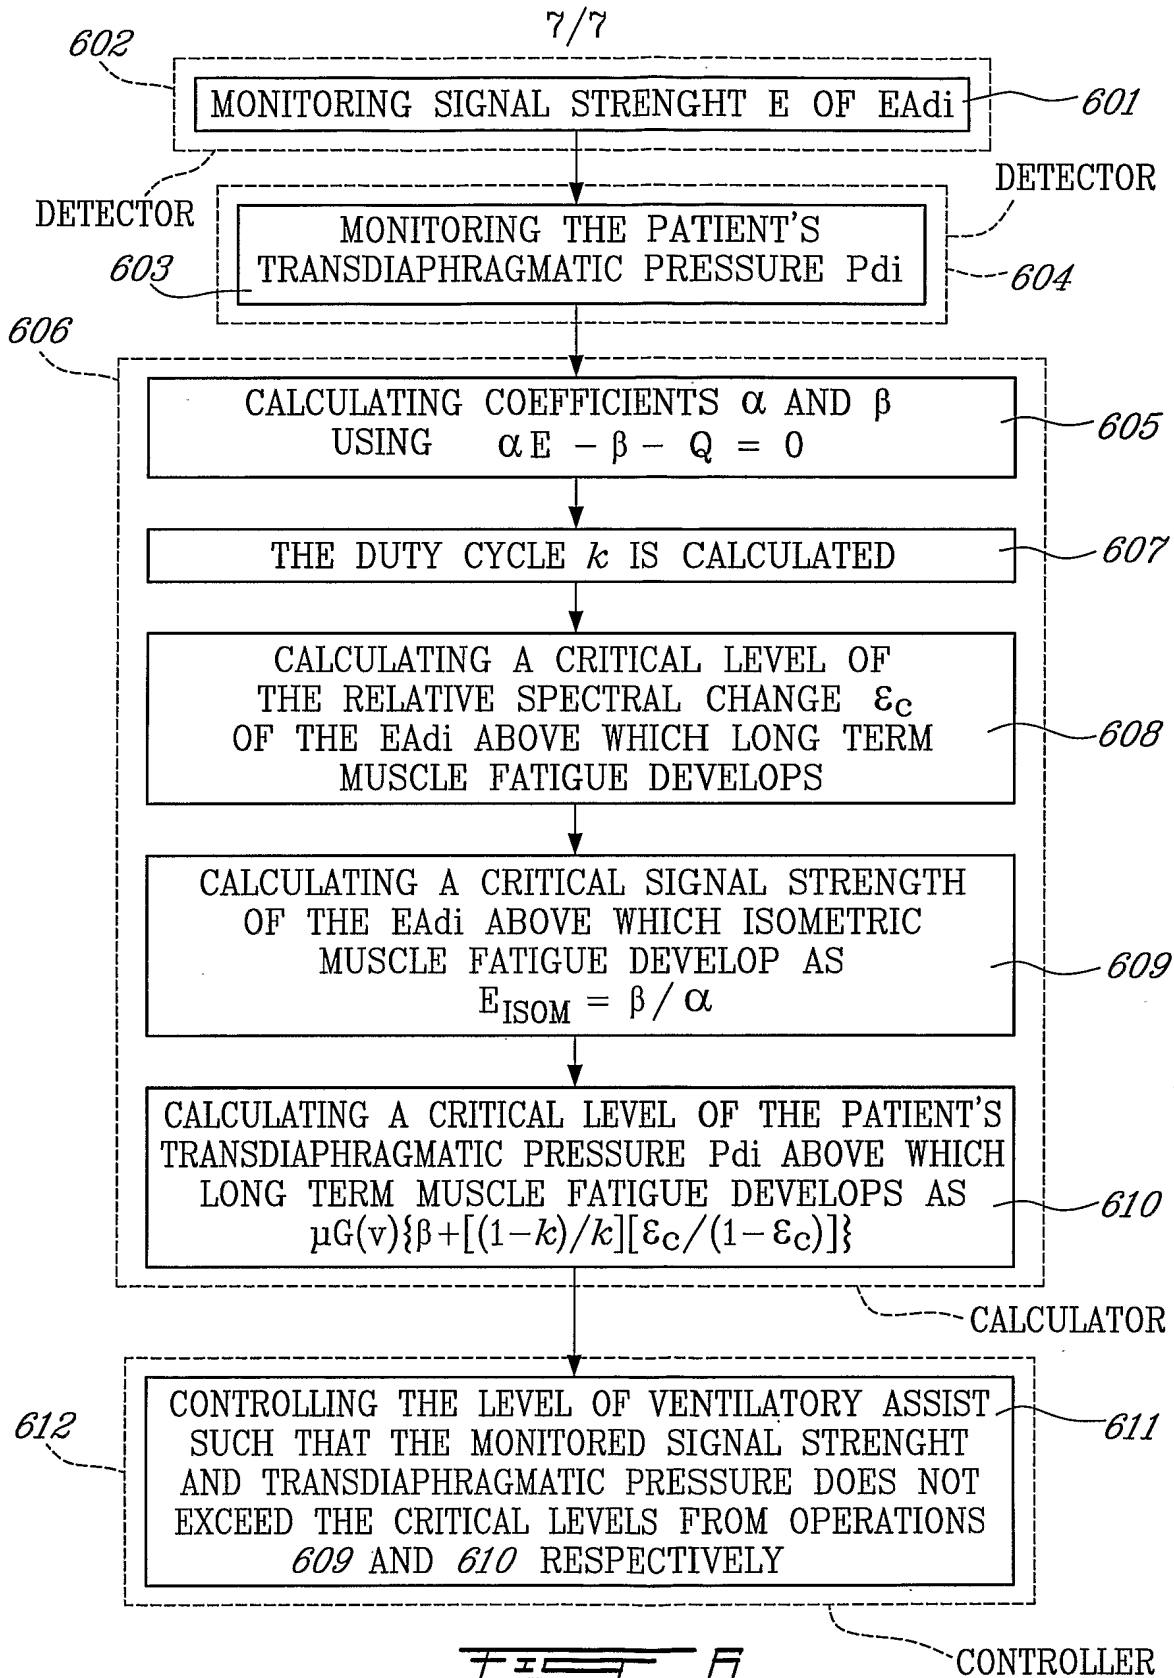 7/7
602
MONITORING SIGNAL STRENGHT E OF EAdi
601
DETECTOR
DETECTOR
MONITORING THE PATIENT'S
TRANSDIAPHRAGMATIC PRESSURE Pdi
603
604
606
CALCULATING COEFFICIENTS α AND β
USING αE - β - Q = 0
605
THE DUTY CYCLE k IS CALCULATED
607
CALCULATING A CRITICAL LEVEL OF
THE RELATIVE SPECTRAL CHANGE εC
OF THE EAdi ABOVE WHICH LONG TERM
MUSCLE FATIGUE DEVELOPS
608
CALCULATING A CRITICAL SIGNAL STRENGTH
OF THE EAdi ABOVE WHICH ISOMETRIC
MUSCLE FATIGUE DEVELOP AS
EISOM = β / α
609
CALCULATING A CRITICAL LEVEL OF THE PATIENT'S
TRANSDIAPHRAGMATIC PRESSURE Pdi ABOVE WHICH
LONG TERM MUSCLE FATIGUE DEVELOPS AS
μG(v){β+[(1-k)/k][εC/(1-εC)]}
610
CALCULATOR
CONTROLLING THE LEVEL OF VENTILATORY ASSIST
SUCH THAT THE MONITORED SIGNAL STRENGHT
AND TRANSDIAPHRAGMATIC PRESSURE DOES NOT
EXCEED THE CRITICAL LEVELS FROM OPERATIONS
609 AND 610 RESPECTIVELY
611
612
CONTROLLER